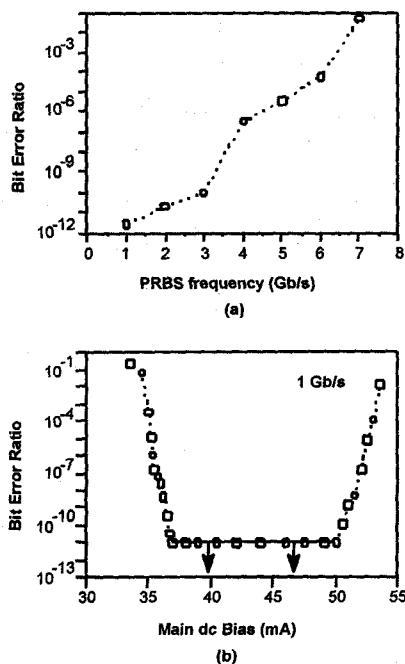 Bit Error Ratio
10^-3
10^-6
10^-9
10^-12
0 1 2 3 4 5 6 7 8
PRBS frequency (Gb/s)
(a)
Bit Error Ratio
10^-1
10^-4
10^-7
10^-10
10^-13
1 Gb/s
30 35 40 45 50 55
Main dc Bias (mA)
(b)